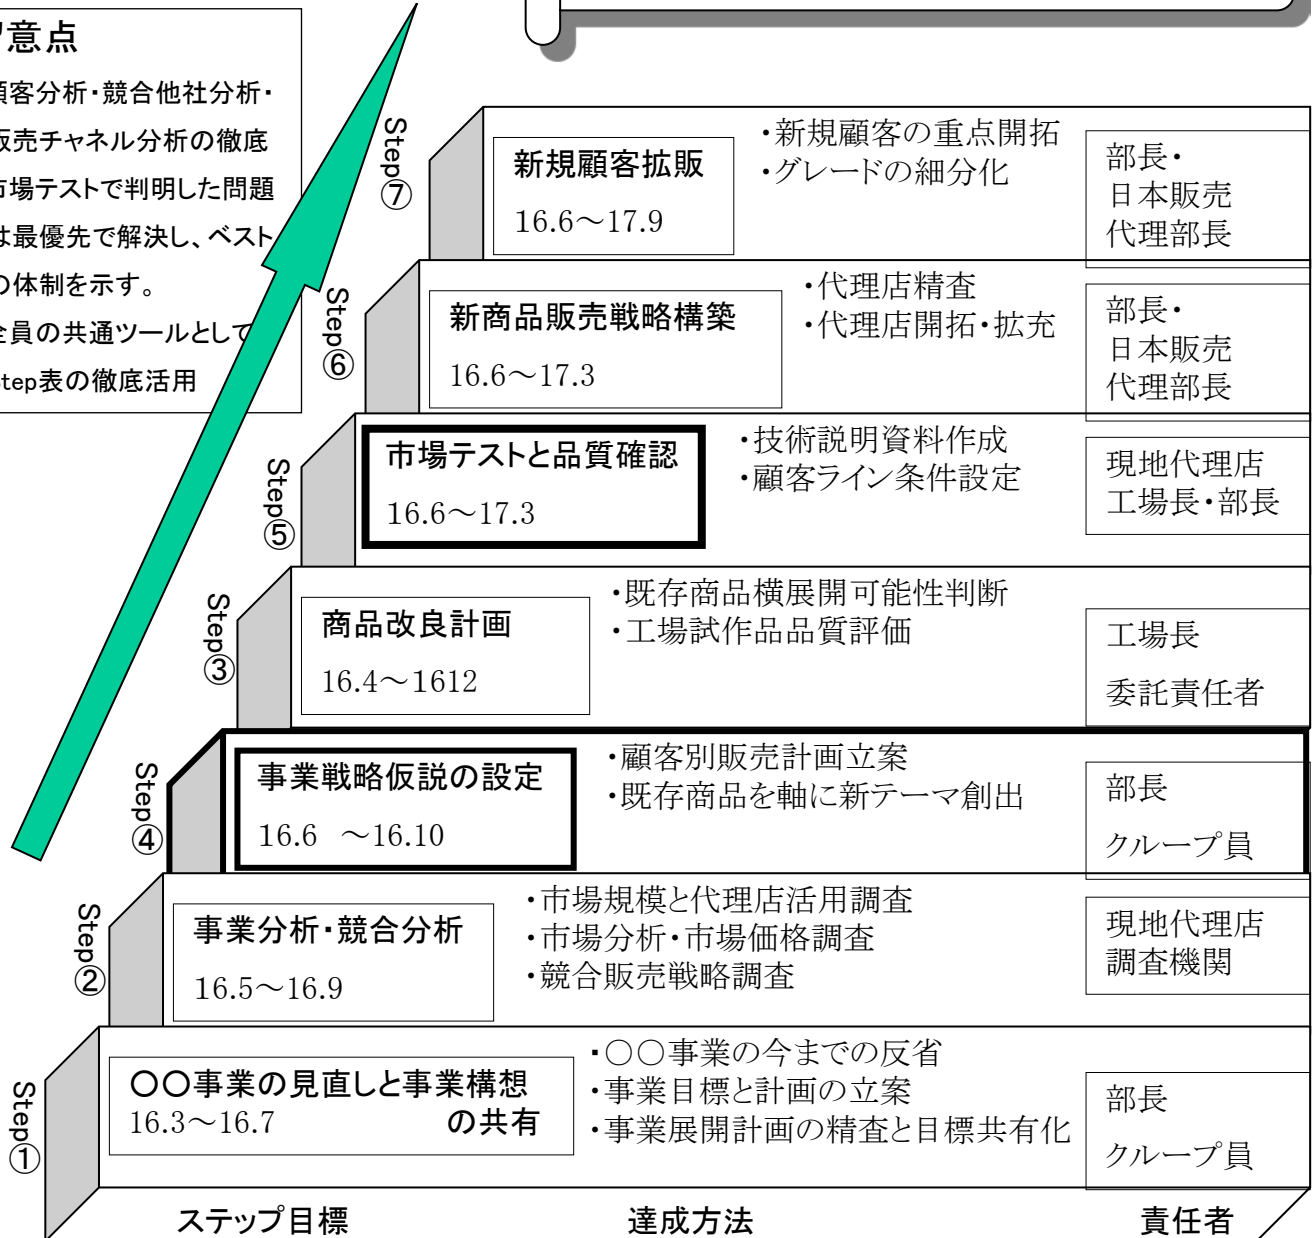 意点
客分析・競合他社分析・
販売チャネル分析の徹底
市場テストで判明した問題
は最優先で解決し、ベスト
の体制を示す。
全員の共通ツールとして
step表の徹底活用
Step⑦
新規顧客拡販
16.6～17.9
・新規顧客の重点開拓
・グレードの細分化
部長・
日本販売
代理部長
Step⑥
新商品販売戦略構築
16.6～17.3
・代理店精査
・代理店開拓・拡充
部長・
日本販売
代理部長
Step⑤
市場テストと品質確認
16.6～17.3
・技術説明資料作成
・顧客ライン条件設定
現地代理店
工場長・部長
Step③
商品改良計画
16.4～1612
・既存商品横展開可能性判断
・工場試作品品質評価
工場長
委託責任者
Step④
事業戦略仮説の設定
16.6 ～16.10
・顧客別販売計画立案
・既存商品を軸に新テーマ創出
部長
クループ員
Step②
事業分析・競合分析
16.5～16.9
・市場規模と代理店活用調査
・市場分析・市場価格調査
・競合販売戦略調査
現地代理店
調査機関
Step①
〇〇事業の見直しと事業構想
16.3～16.7 の共有
・〇〇事業の今までの反省
・事業目標と計画の立案
・事業展開計画の精査と目標共有化
部長
クループ員
ステップ目標 達成方法 責任者